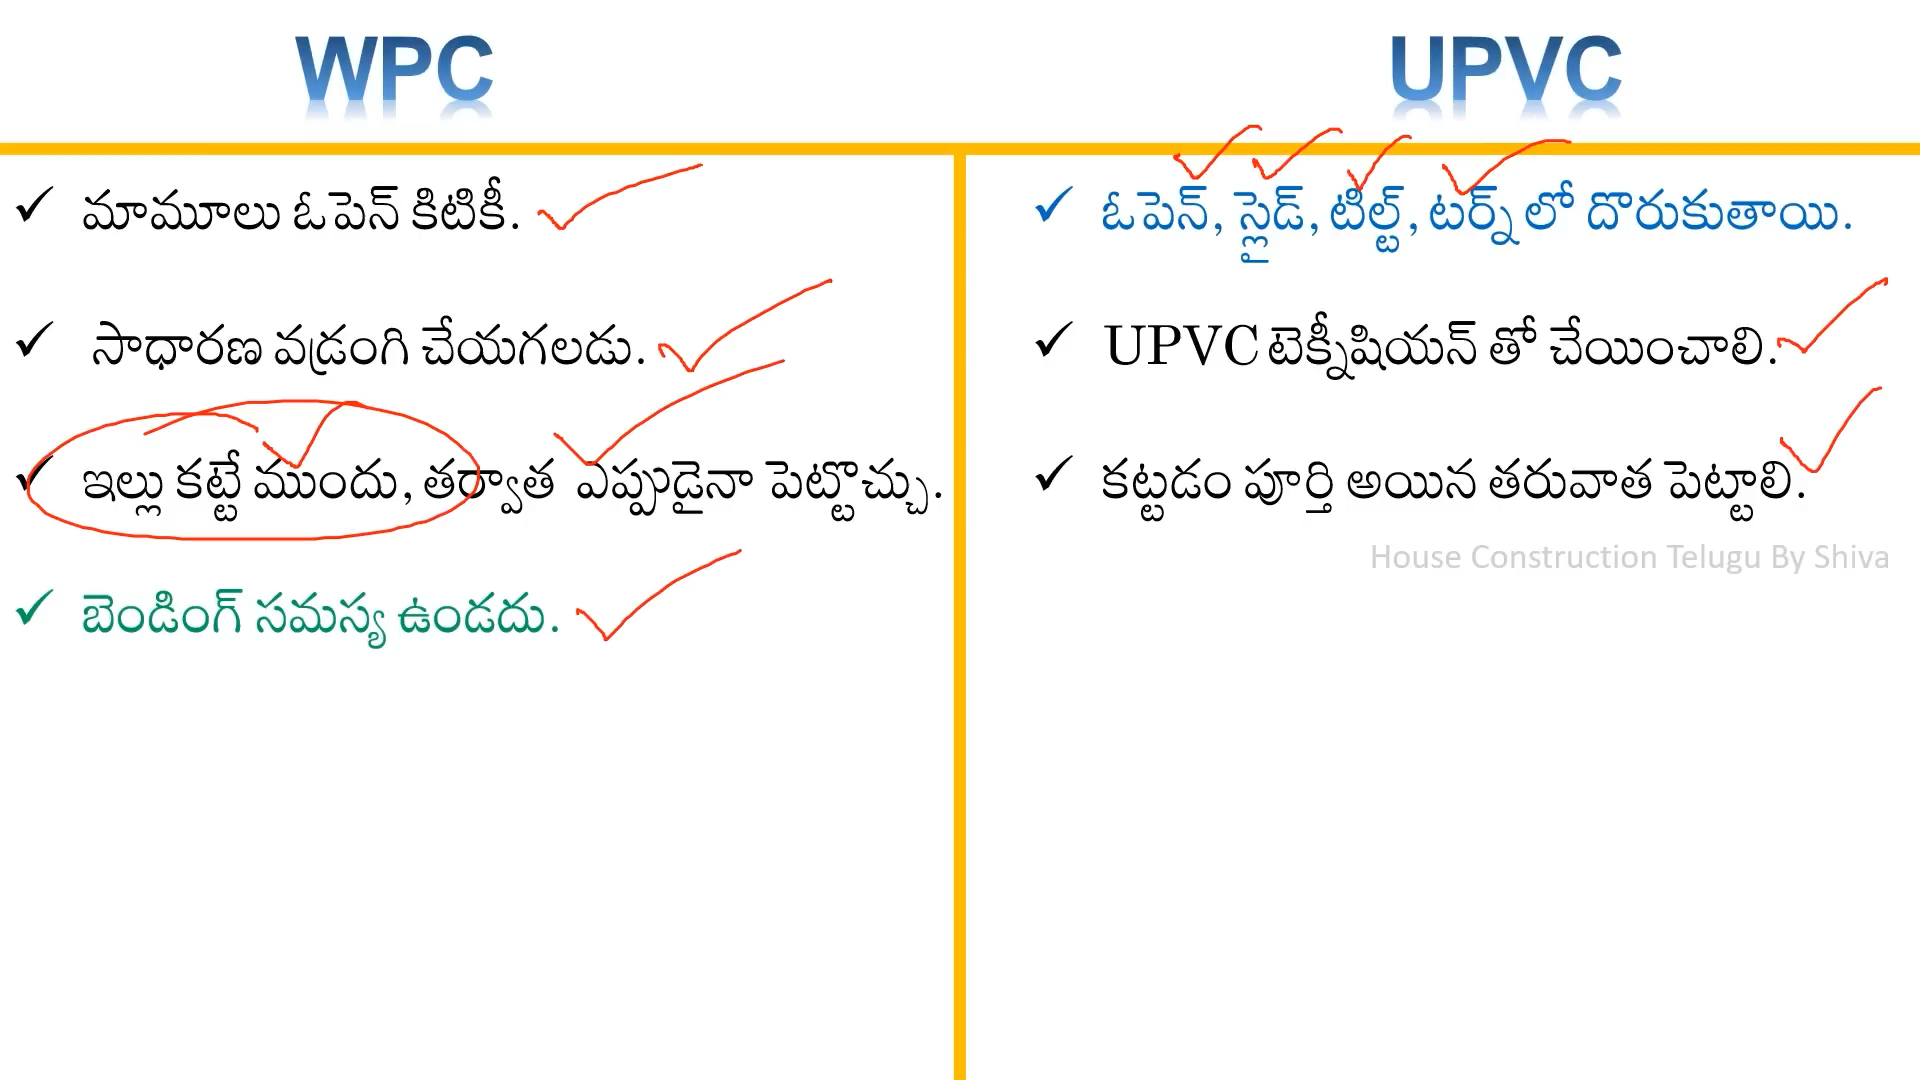 WPC
మామూలు ఓపెన్ కిటికీ.
సాధారణ వడ్రంగి చేయగలడు.
ఇల్లు కట్టే ముందు, తర్వాత ఎప్పుడైనా పెట్టొచ్చు.
బెండింగ్ సమస్య ఉండదు.
UPVC
ఓపెన్, స్లైడ్, టిల్ట్, టర్న్ లో దొరుకుతాయి.
UPVC టెక్నీషియన్ తో చేయించాలి.
కట్టడం పూర్తి అయిన తరువాత పెట్టాలి.
House Construction Telugu By Shiva